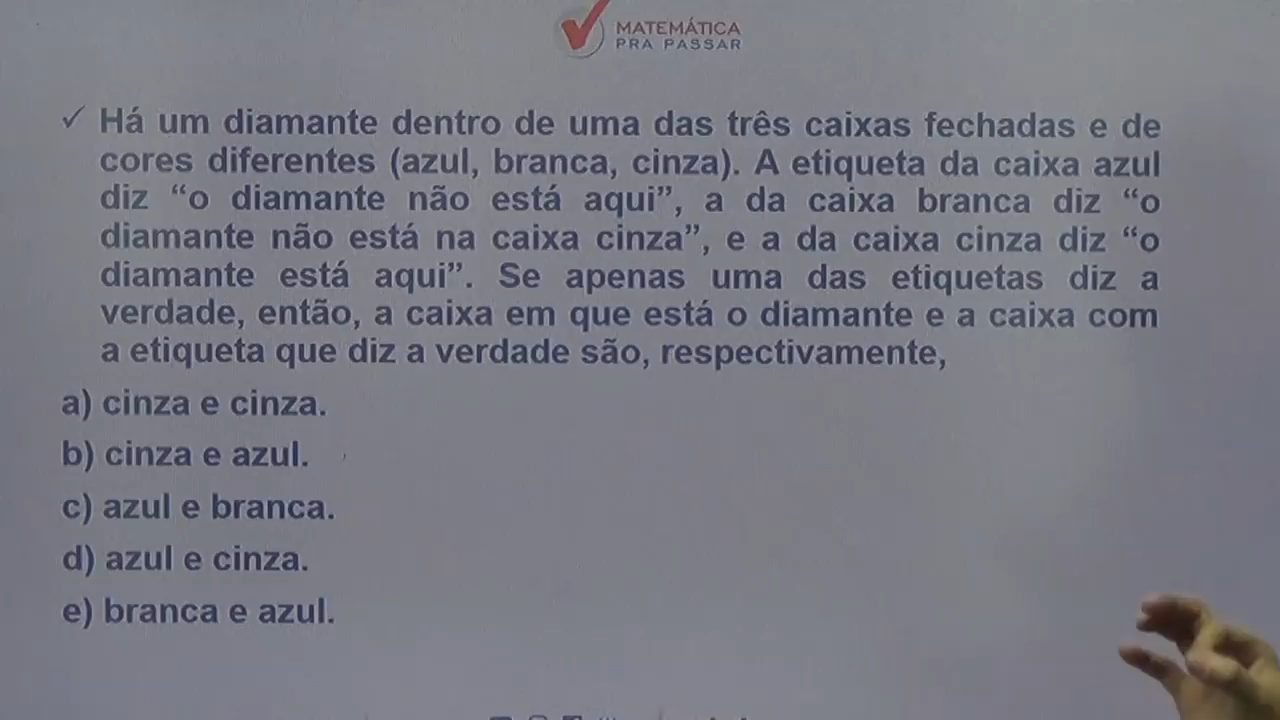 MATEMÁTICA
PRA PASSAR
✓ Há um diamante dentro de uma das três caixas fechadas e de
cores diferentes (azul, branca, cinza). A etiqueta da caixa azul
diz “o diamante não está aqui”, a da caixa branca diz “o
diamante não está na caixa cinza”, e a da caixa cinza diz “o
diamante está aqui”. Se apenas uma das etiquetas diz a
verdade, então, a caixa em que está o diamante e a caixa com
a etiqueta que diz a verdade são, respectivamente,
a) cinza e cinza.
b) cinza e azul.
c) azul e branca.
d) azul e cinza.
e) branca e azul.